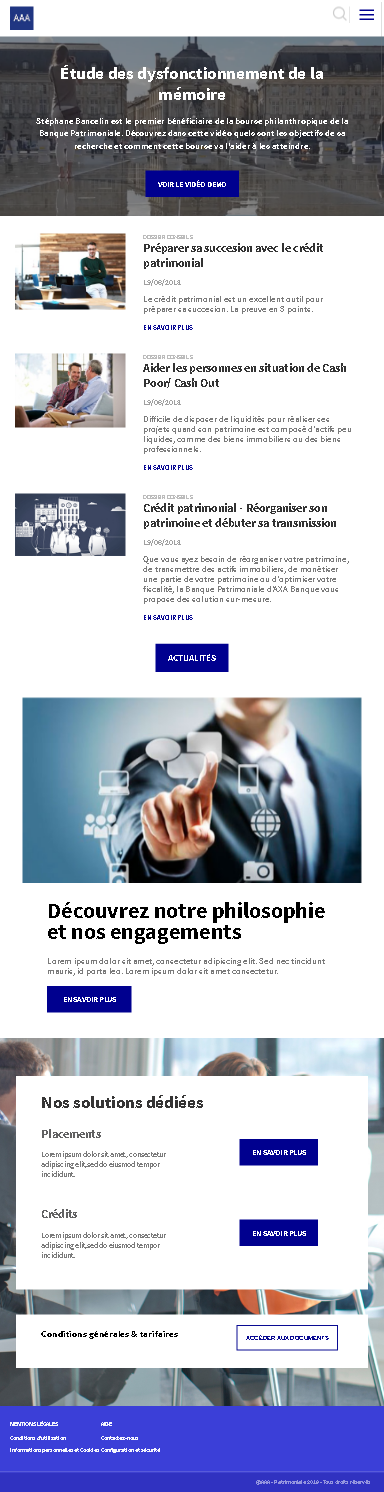 AAA
Étude des dysfonctionnement de la
mémoire
Stéphane Bancelin est le premier bénéficiaire de la bourse philanthropique de la
Banque Patrimoniale. Découvrez dans cette vidéo quels sont les objectifs de sa
recherche et comment cette bourse va l'aider à les atteindre.
VOIR LE VIDÉO DEMO
DOSSIER CONSEILS
Préparer sa succesion avec le crédit
patrimonial
19/06/2018
Le crédit patrimonial est un excellent outil pour
préparer sa succession. La preuve en 3 points.
EN SAVOIR PLUS
DOSSIER CONSEILS
Aider les personnes en situation de Cash
Poor/ Cash Out
19/06/2018
Difficile de disposer de liquidités pour réaliser ses
projets quand son patrimoine est composé d'actifs peu
liquides, comme des biens immobiliers ou des biens
professionnels.
EN SAVOIR PLUS
DOSSIER CONSEILS
Crédit patrimonial - Réorganiser son
patrimoine et débuter sa transmission
19/06/2018
Que vous ayez besoin de réorganiser votre patrimoine,
de transmettre des actifs immobiliers, de monétiser
une partie de votre patrimoine ou d'optimiser votre
fiscalité, la Banque Patrimoniale d'AXA Banque vous
propose des solution sur-mesure.
EN SAVOIR PLUS
ACTUALITÉS
Découvrez notre philosophie
et nos engagements
Lorem ipsum dolor sit amet, consectetur adipiscing elit. Sed nec tincidunt
mauris, id porta leo. Lorem ipsum dolor sit amet consectetur.
EN SAVOIR PLUS
Nos solutions dédiées
Placements
Lorem ipsum dolor sit amet, consectetur
adipiscing elit,sed do eiusmod tempor
incididunt.
EN SAVOIR PLUS
Crédits
Lorem ipsum dolor sit amet, consectetur
adipiscing elit,sed do eiusmod tempor
incididunt.
EN SAVOIR PLUS
Conditions générales & tarifaires
ACCÉDER AUX DOCUMENTS
MENTIONS LÉGALES
Conditions d'utilisation
Informations personnelles et Cookies
AIDE
Contactez-nous
Configuration et sécurité
©AAA - Patrimoniale 2019 - Tous droits réservés